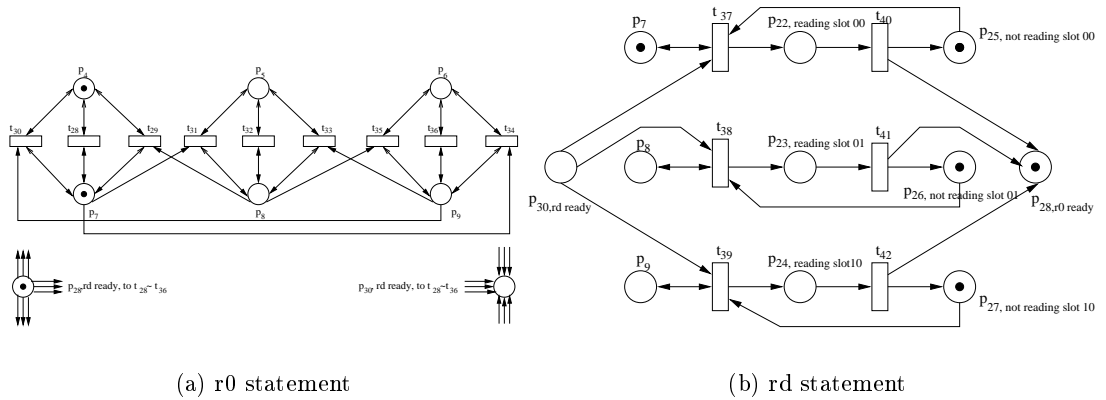 p4 p5 p6
t30 t28 t29 t31 t32 t33 t35 t36 t34
p7 p8 p9
p28,rd ready, to t 28~ t36
p30, rd ready, to t 28~t36
(a) r0 statement
t 37
p7 p22, reading slot 00 t40
p25, not reading slot 00
t38
p8 p23, reading slot 01 t41
p30,rd ready p26, not reading slot 01 p28,r0 ready
t39
p9 p24, reading slot10 t42
p27, not reading slot 10
(b) rd statement